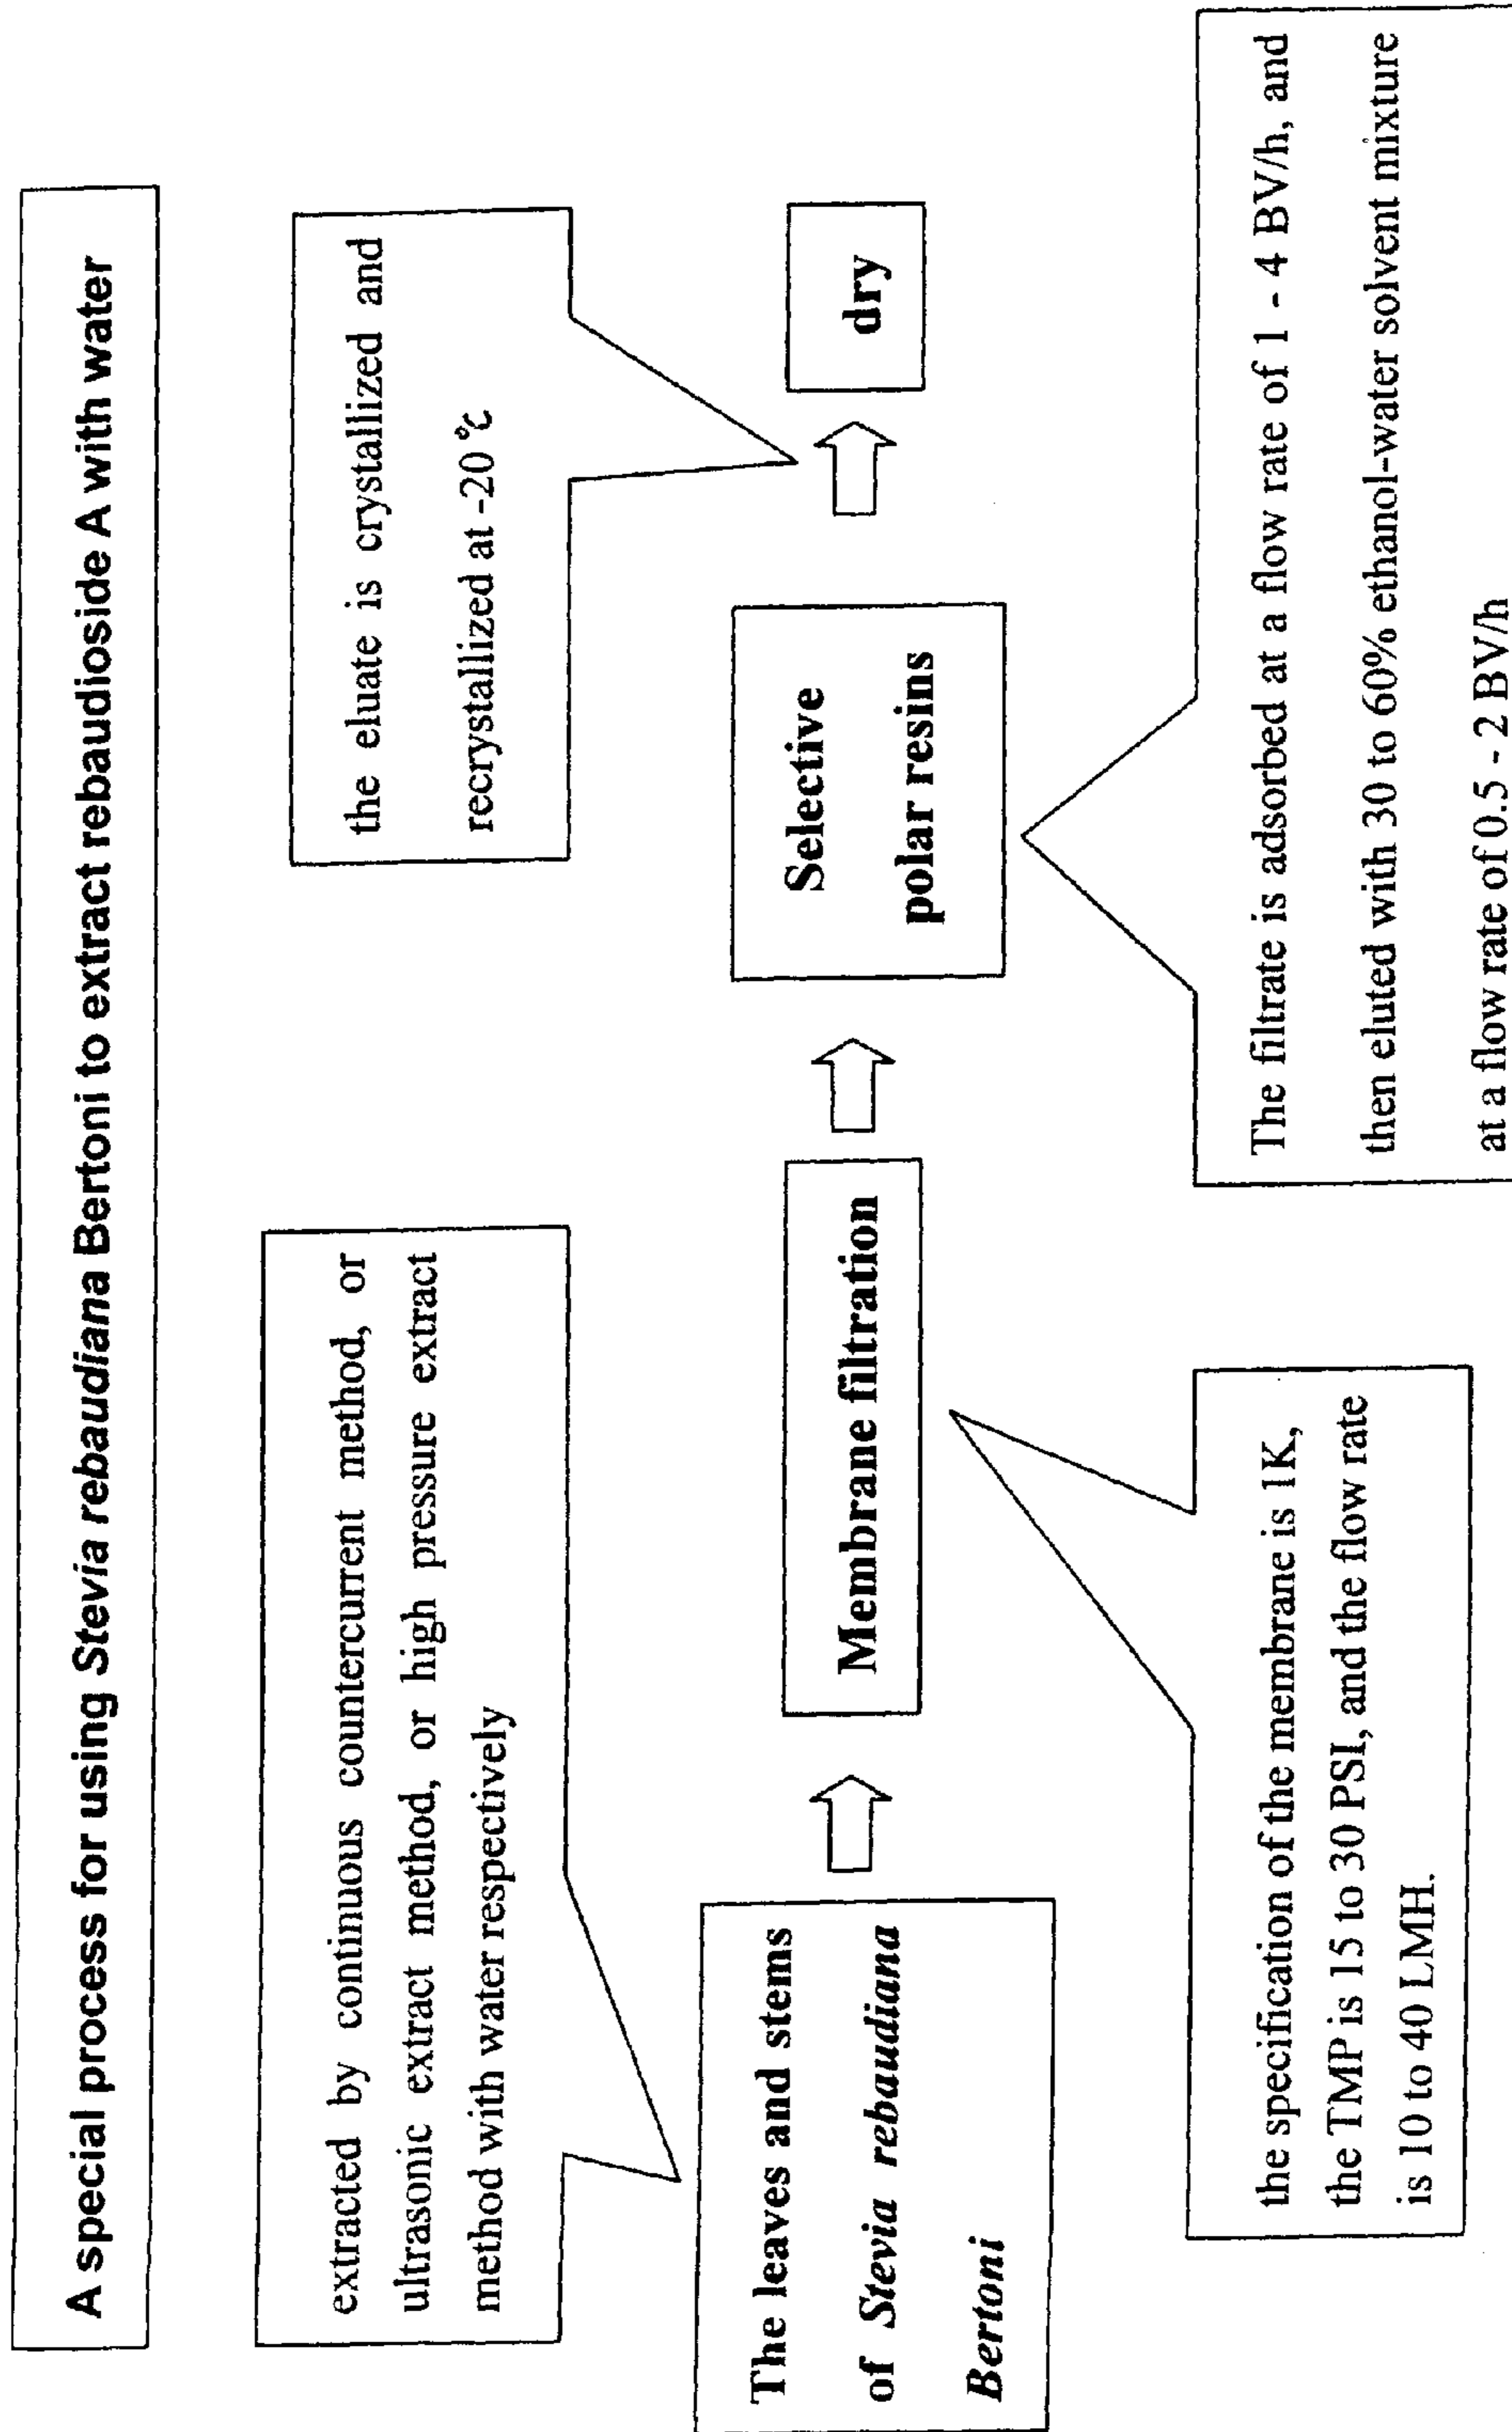 A special process for using Stevia rebaudiana Bertoni to extract rebaudioside A with water
extracted by continuous countercurrent method, or
ultrasonic extract method, or high pressure extract
method with water respectively
the eluate is crystallized and
recrystallized at -20℃
The leaves and stems
of Stevia rebaudiana
Bertoni
Membrane filtration
Selective
polar resins
dry
the specification of the membrane is 1K,
the TMP is 15 to 30 PSI, and the flow rate
is 10 to 40 LMH.
The filtrate is adsorbed at a flow rate of 1 - 4 BV/h, and
then eluted with 30 to 60% ethanol-water solvent mixture
at a flow rate of 0.5 - 2 BV/h